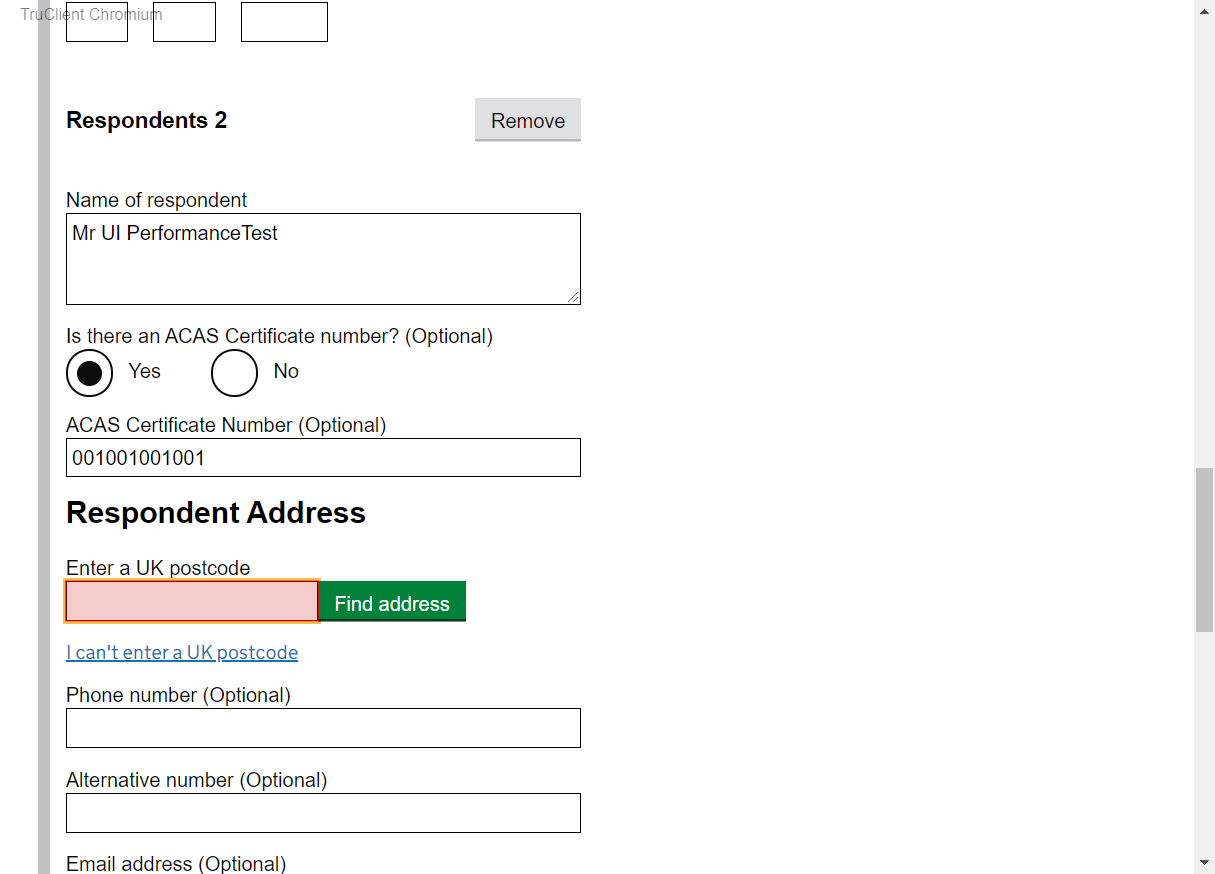 TruClient Chromium
Respondents 2
Remove
Name of respondent
Mr UI PerformanceTest
Is there an ACAS Certificate number? (Optional)
Yes
No
ACAS Certificate Number (Optional)
001001001001
Respondent Address
Enter a UK postcode
Find address
I can't enter a UK postcode
Phone number (Optional)
Alternative number (Optional)
Email address (Optional)